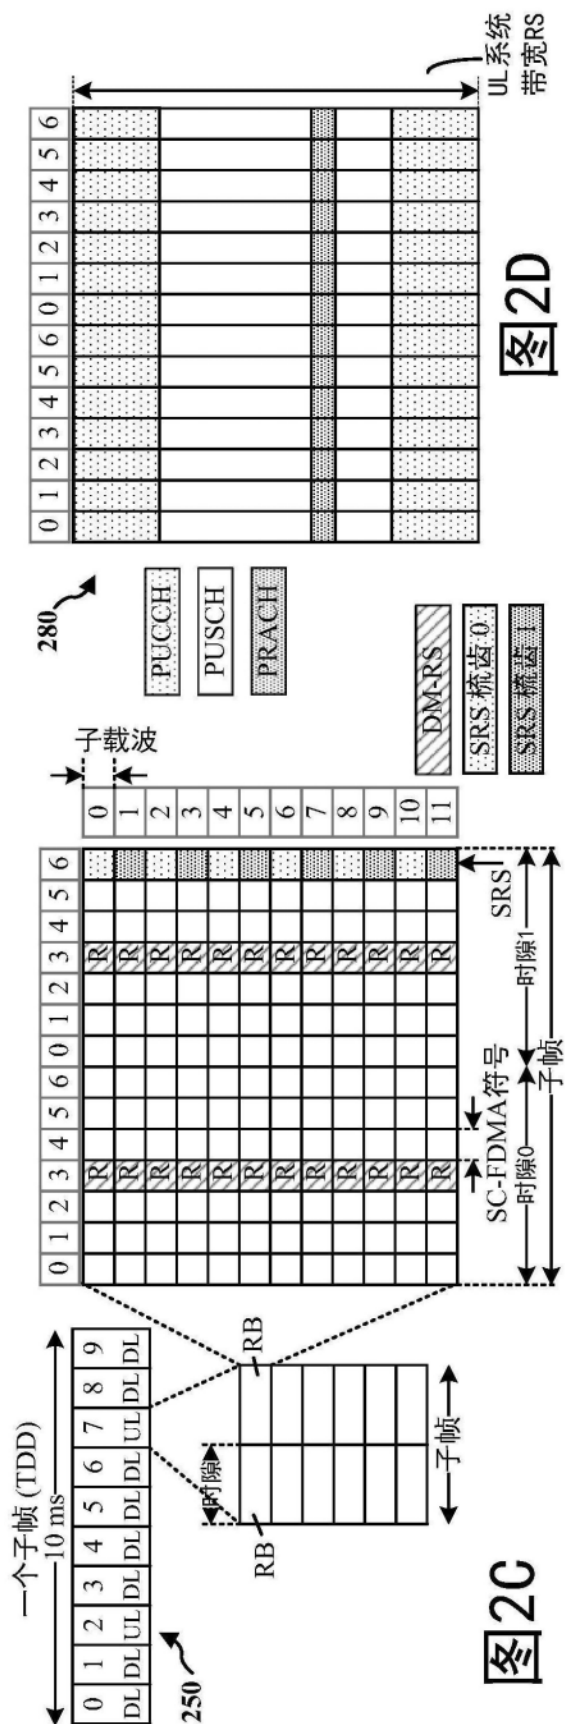 一个子帧 (TDD)
10 ms
0 1 2 3 4 5 6 7 8 9
DL DL UL DL DL DL DL UL DL DL
250
RB
时隙
RB
子帧
图2C
0 1 2 3 4 5 6 0 1 2 3 4 5 6
子载波
0
1
2
3
4
5
6
7
8
9
10
11
R R
R R
R R
R R
R R
R R
R R
R R
R R
R R
R R
R R
SC-FDMA符号
SRS
时隙0
时隙1
子帧
DM-RS
SRS 梳齿 0
SRS 梳齿 1
280
PUCCH
PUSCH
PRACH
0 1 2 3 4 5 6 0 1 2 3 4 5 6
UL系统
带宽RS
图2D